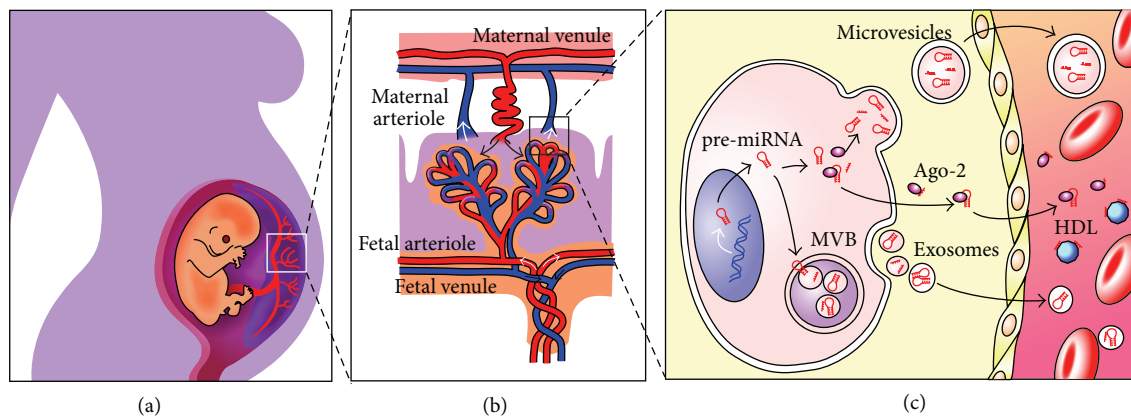 Maternal venule
Maternal
arteriole
Fetal arteriole
Fetal venule
Microvesicles
pre-miRNA
Ago-2
MVB
HDL
Exosomes
(a)
(b)
(c)